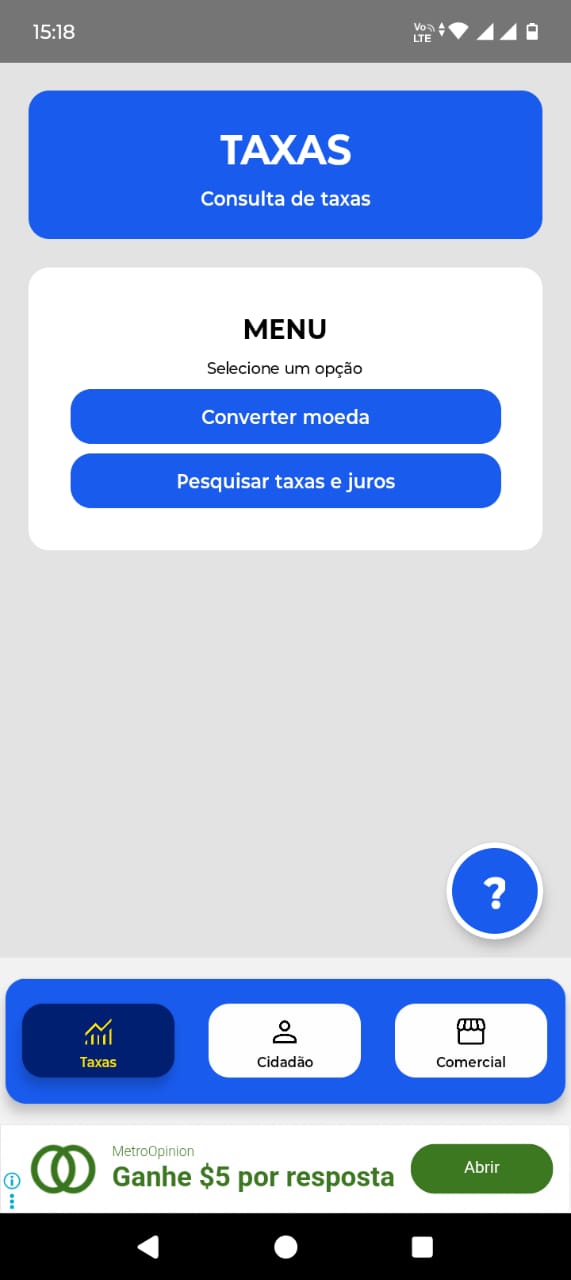 15:18
Vo
LTE
TAXAS
Consulta de taxas
MENU
Selecione um opção
Converter moeda
Pesquisar taxas e juros
?
Taxas
Cidadão
Comercial
MetroOpinion
Ganhe $5 por resposta
Abrir